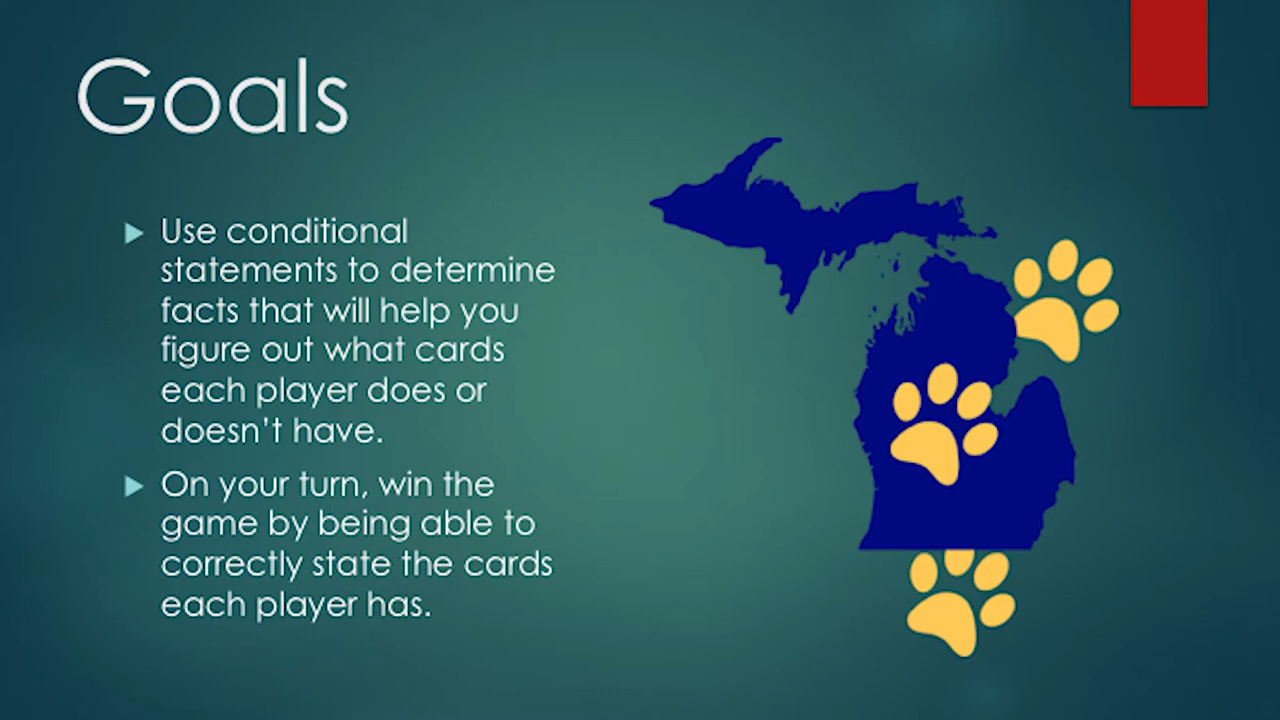 Goals
Use conditional
statements to determine
facts that will help you
figure out what cards
each player does or
doesn't have.
On your turn, win the
game by being able to
correctly state the cards
each player has.